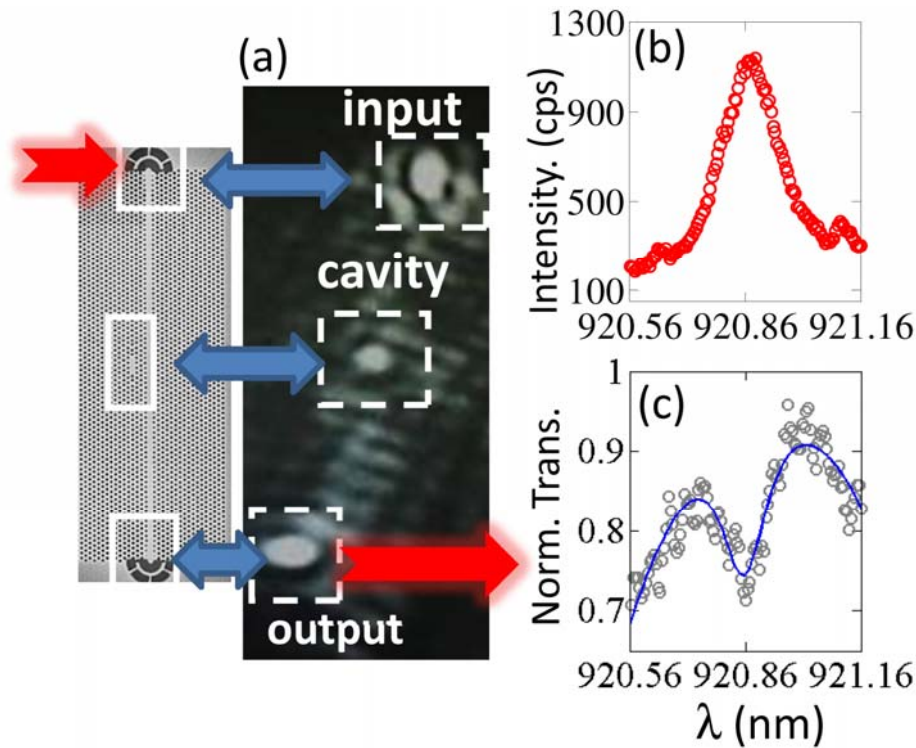 (a)
input
cavity
output
(b)
Intensity. (cps)
1300
900
500
100
920.56 920.86 921.16
(c)
Norm. Trans.
1
0.9
0.8
0.7
920.56 920.86 921.16
λ (nm)